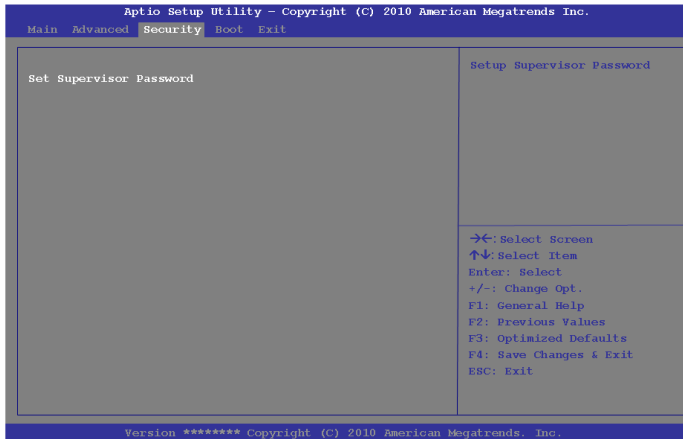 Aptio Setup Utility – Copyright (C) 2010 American Megatrends Inc.
Main Advanced Security Boot Exit
Set Supervisor Password
Setup Supervisor Password
→←: Select Screen
↑↓: Select Item
Enter: Select
+/-: Change Opt.
F1: General Help
F2: Previous Values
F3: Optimized Defaults
F4: Save Changes & Exit
ESC: Exit
Version ******** Copyright (C) 2010 American Megatrends. Inc.